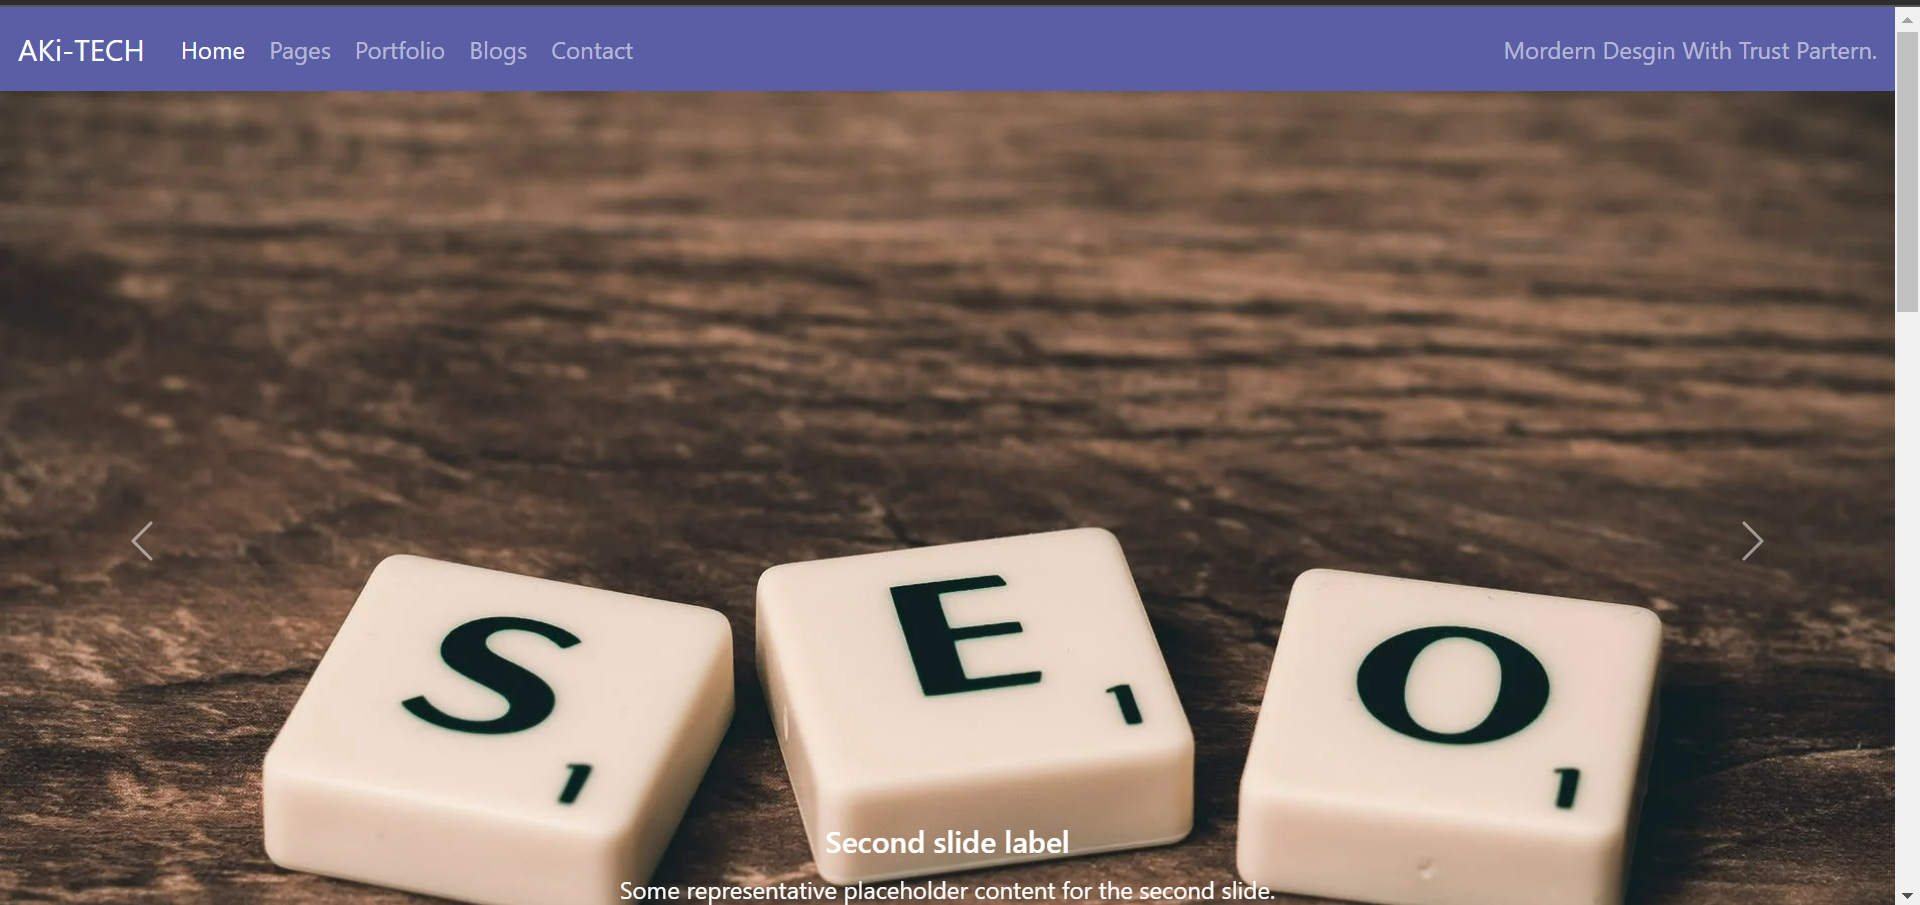 AKi-TECH Home Pages Portfolio Blogs Contact Mordern Desgin With Trust Partern.
S E O
1 1 1
Second slide label
Some representative placeholder content for the second slide.